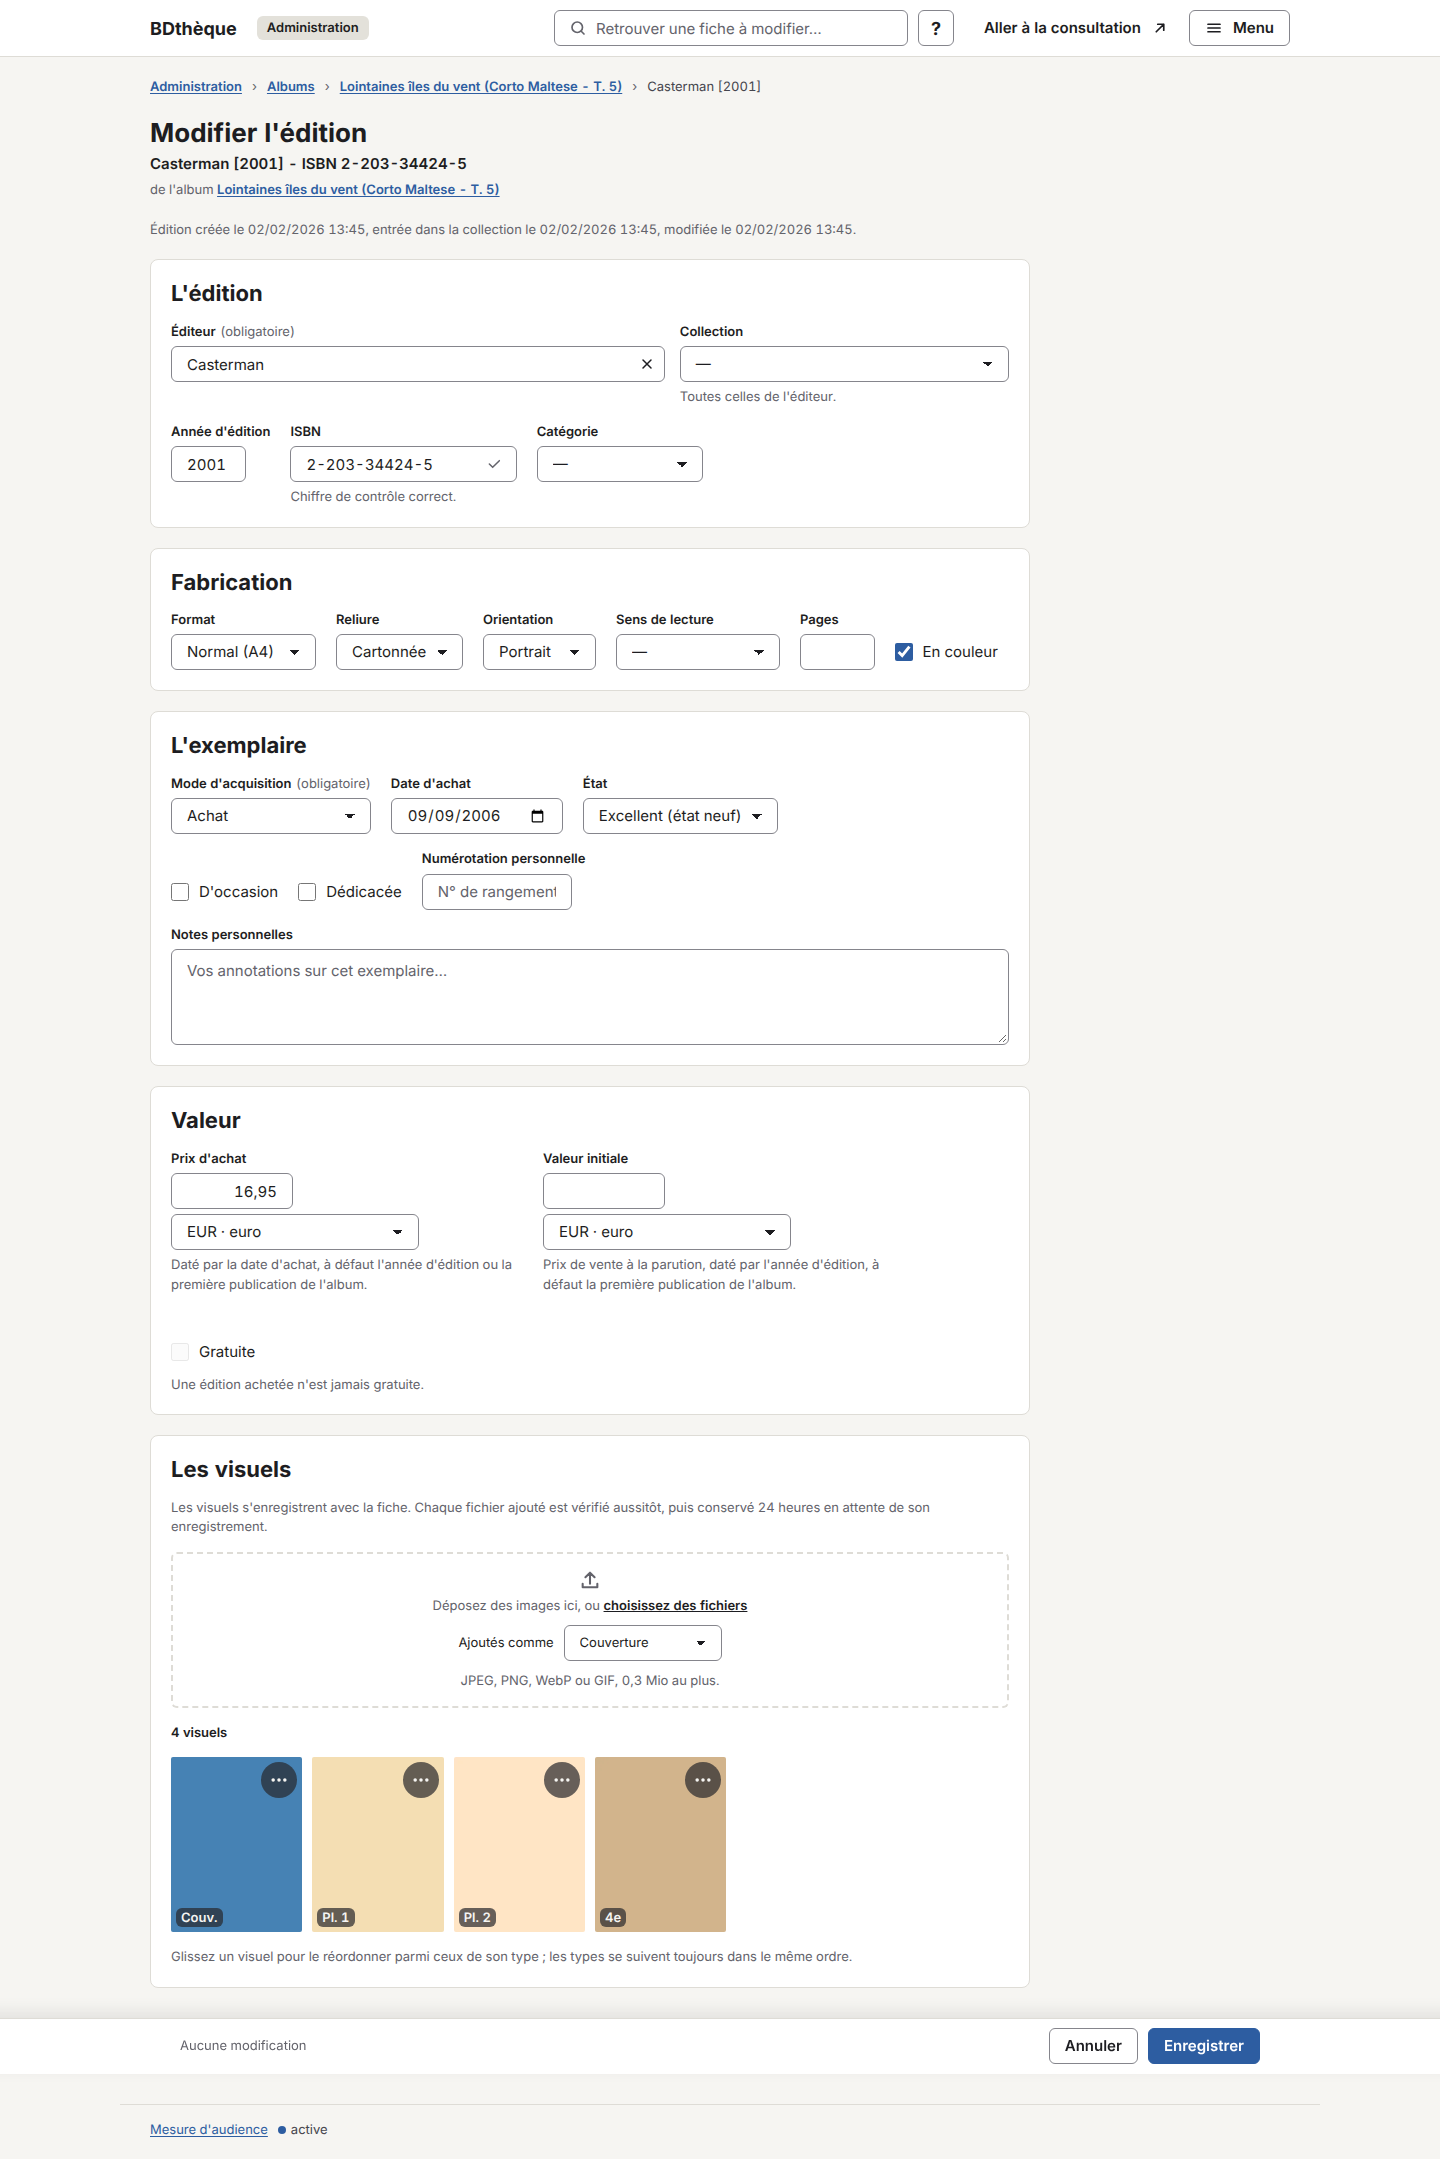 BDthèque
Administration
Retrouver une fiche à modifier...
?
Aller à la consultation
Menu
Administration › Albums › Lointaines îles du vent (Corto Maltese - T. 5) › Casterman [2001]
Modifier l'édition
Casterman [2001] - ISBN 2-203-34424-5
de l'album Lointaines îles du vent (Corto Maltese - T. 5)
Édition créée le 02/02/2026 13:45, entrée dans la collection le 02/02/2026 13:45, modifiée le 02/02/2026 13:45.
L'édition
Éditeur (obligatoire)
Collection
Casterman
—
Toutes celles de l'éditeur.
Année d'édition
ISBN
Catégorie
2001
2-203-34424-5
—
Chiffre de contrôle correct.
Fabrication
Format
Reliure
Orientation
Sens de lecture
Pages
Normal (A4)
Cartonnée
Portrait
—
En couleur
L'exemplaire
Mode d'acquisition (obligatoire)
Date d'achat
État
Achat
09/09/2006
Excellent (état neuf)
Numérotation personnelle
D'occasion
Dédicacée
N° de rangement
Notes personnelles
Vos annotations sur cet exemplaire...
Valeur
Prix d'achat
Valeur initiale
16,95
EUR · euro
EUR · euro
Daté par la date d'achat, à défaut l'année d'édition ou la
première publication de l'album.
Prix de vente à la parution, daté par l'année d'édition, à
défaut la première publication de l'album.
Gratuite
Une édition achetée n'est jamais gratuite.
Les visuels
Les visuels s'enregistrent avec la fiche. Chaque fichier ajouté est vérifié aussitôt, puis conservé 24 heures en attente de son
enregistrement.
Déposez des images ici, ou choisissez des fichiers
Ajoutés comme
Couverture
JPEG, PNG, WebP ou GIF, 0,3 Mio au plus.
4 visuels
Couv.
Pl. 1
Pl. 2
4e
Glissez un visuel pour le réordonner parmi ceux de son type ; les types se suivent toujours dans le même ordre.
Aucune modification
Annuler
Enregistrer
Mesure d'audience
active